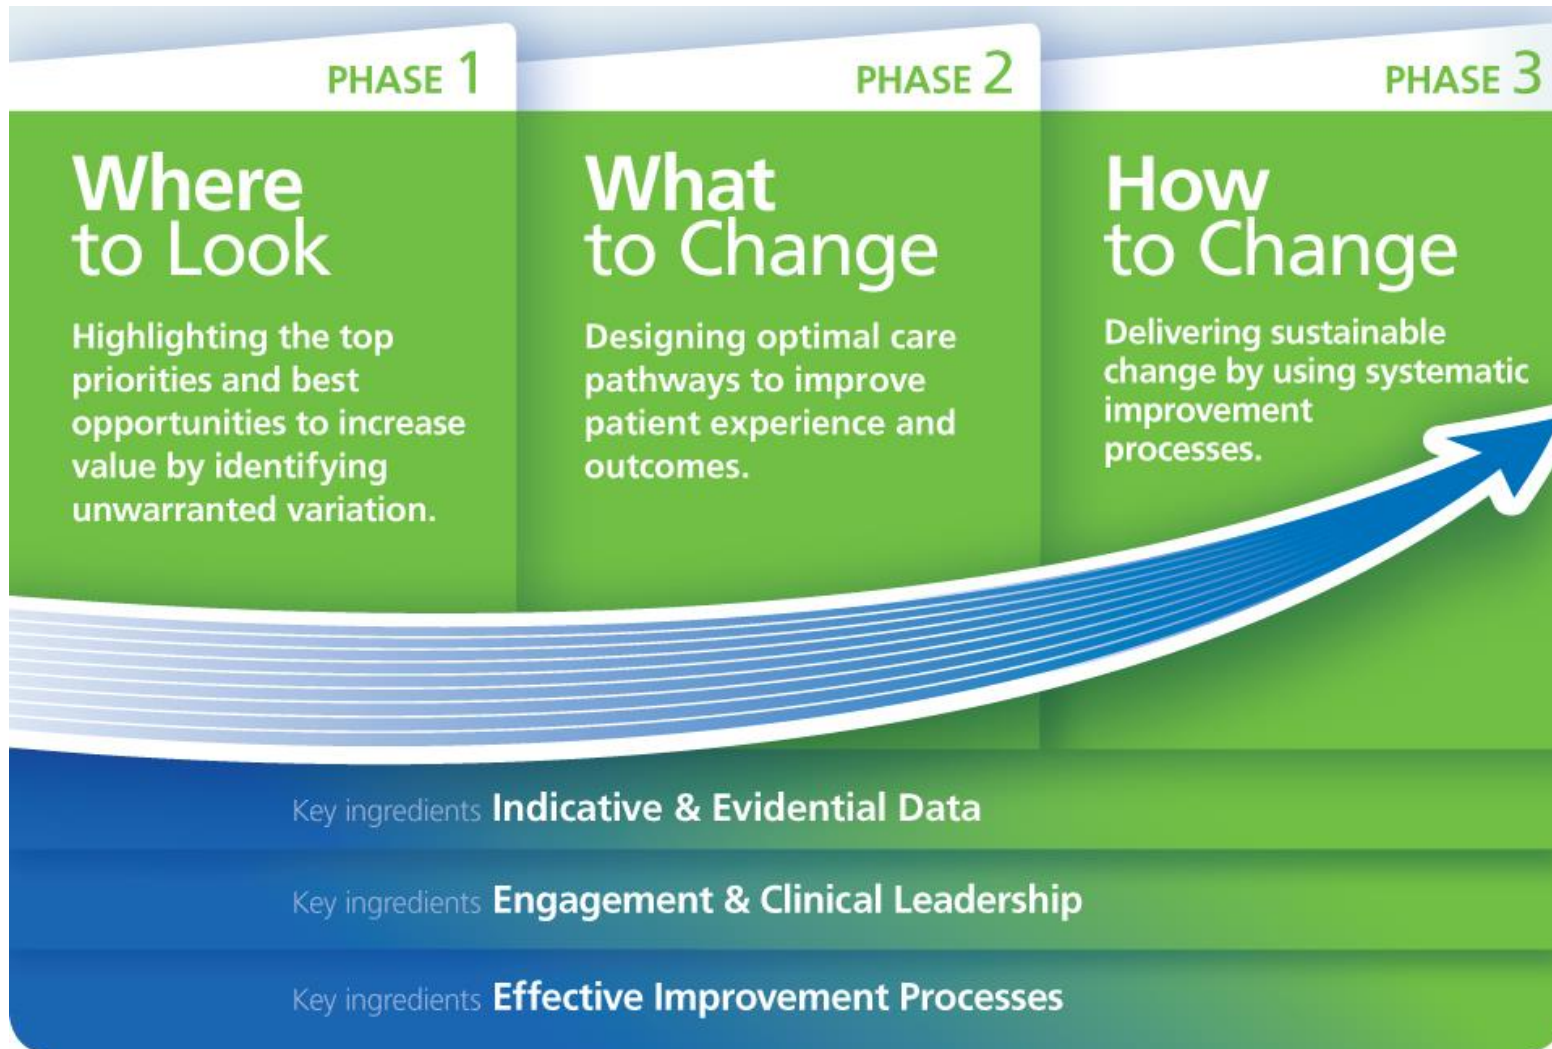 PHASE 1
Where
to Look
Highlighting the top
priorities and best
opportunities to increase
value by identifying
unwarranted variation.
PHASE 2
What
to Change
Designing optimal care
pathways to improve
patient experience and
outcomes.
PHASE 3
How
to Change
Delivering sustainable
change by using systematic
improvement
processes.
Key ingredients Indicative & Evidential Data
Key ingredients Engagement & Clinical Leadership
Key ingredients Effective Improvement Processes